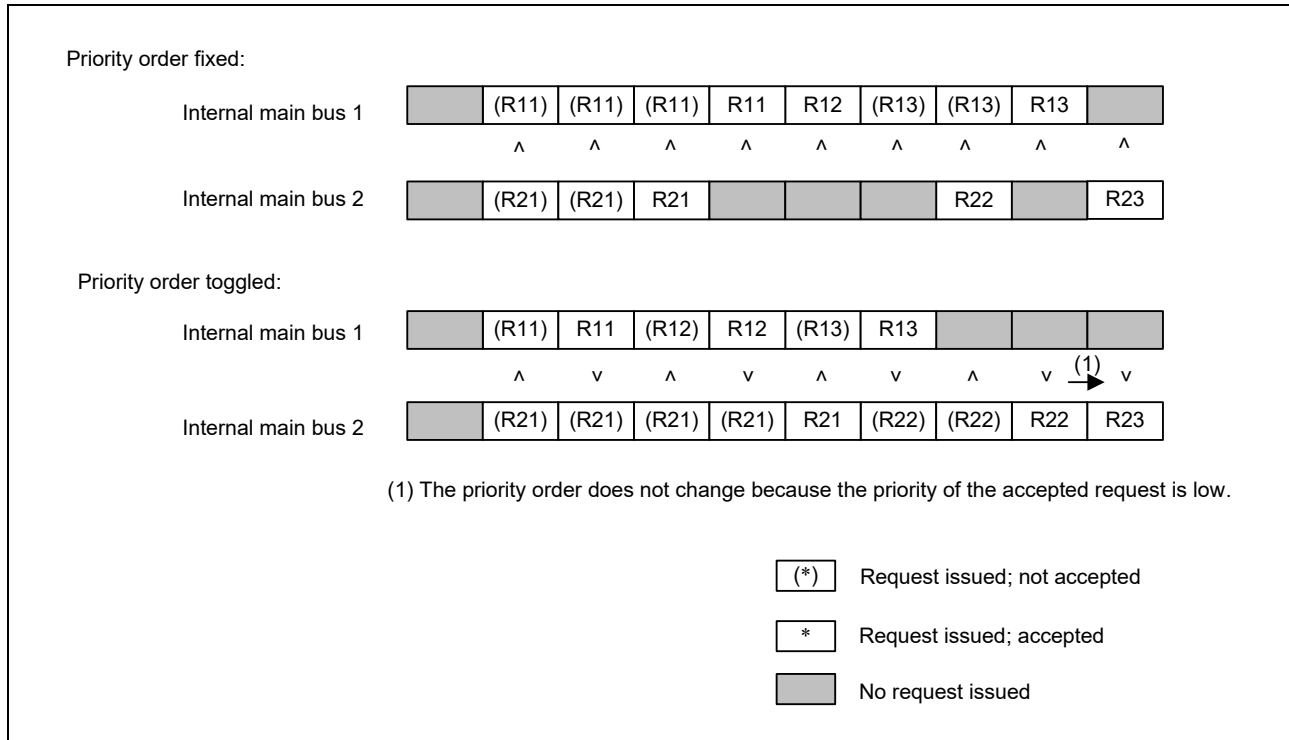 Priority order fixed:
Internal main bus 1
(R11) (R11) (R11) R11 R12 (R13) (R13) R13
^ ^ ^ ^ ^ ^ ^ ^ ^
Internal main bus 2
(R21) (R21) R21 R22 R23
Priority order toggled:
Internal main bus 1
(R11) R11 (R12) R12 (R13) R13
^ v ^ v ^ v ^ v (1) v
Internal main bus 2
(R21) (R21) (R21) (R21) R21 (R22) (R22) R22 R23
(1) The priority order does not change because the priority of the accepted request is low.
(*) Request issued; not accepted
* Request issued; accepted
No request issued